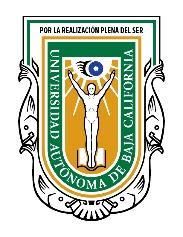 POR LA REALIZACIÓN PLENA DEL SER
UNIVERSIDAD AUTÓNOMA DE BAJA CALIFORNIA